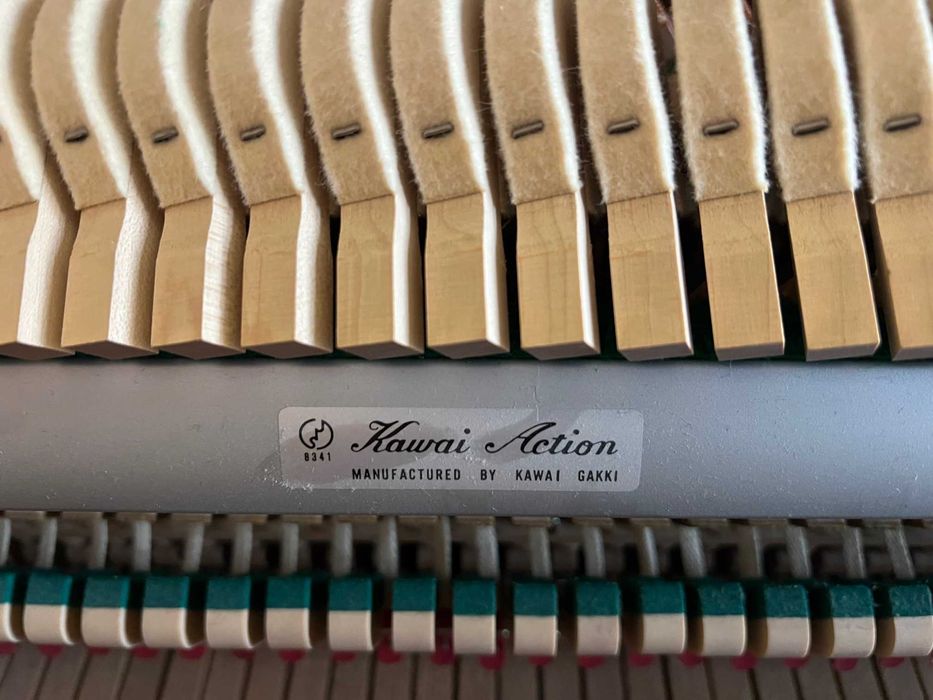 Kawai Action
8341
MANUFACTURED BY KAWAI GAKKI